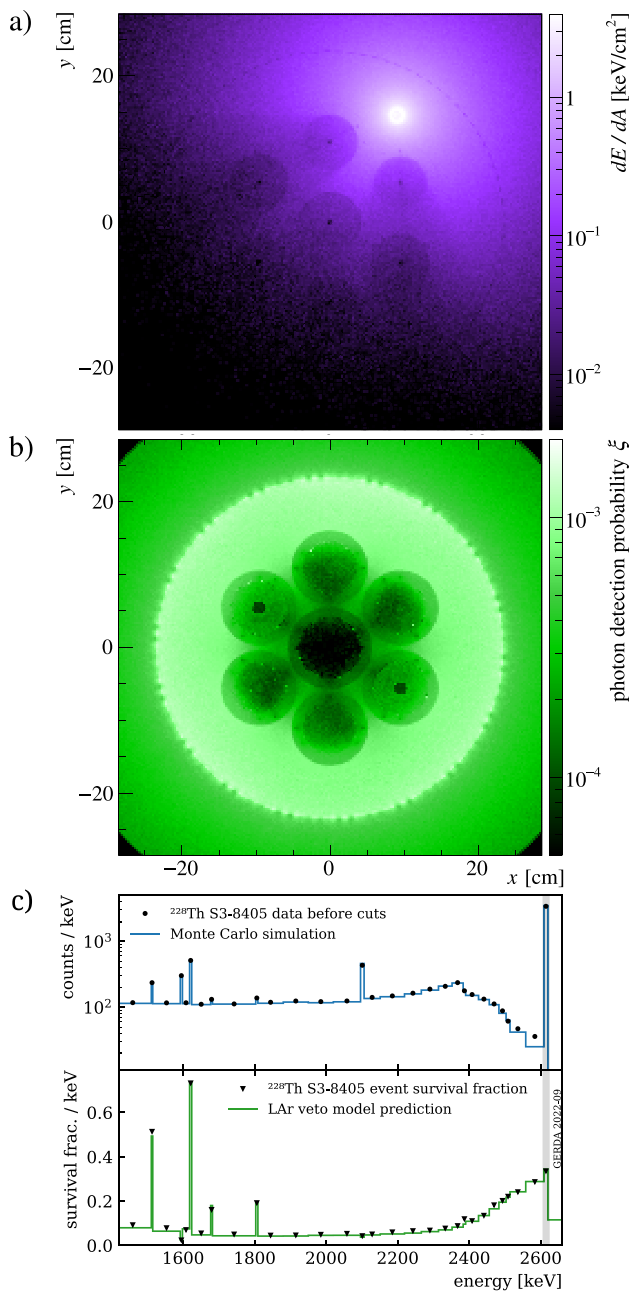 a)
y [cm]
20
0
−20
1
10⁻¹
10⁻²
dE / dA [keV/cm²]
b)
y [cm]
20
0
−20
−20
0
20
x [cm]
10⁻³
10⁻⁴
photon detection probability ξ
c)
counts / keV
10³
10²
²²⁸Th S3-8405 data before cuts
Monte Carlo simulation
survival frac. / keV
0.6
0.4
0.2
0.0
²²⁸Th S3-8405 event survival fraction
LAr veto model prediction
GERDA 2022-09
1600
1800
2000
2200
2400
2600
energy [keV]